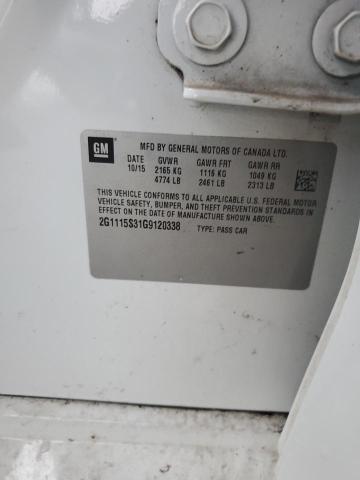 GM
MFD BY GENERAL MOTORS OF CANADA LTD.
DATE GVWR GAWR FRT GAWR RR
10/15 2165 KG 1116 KG 1049 KG
4774 LB 2461 LB 2313 LB
THIS VEHICLE CONFORMS TO ALL APPLICABLE U.S. FEDERAL MOTOR
VEHICLE SAFETY, BUMPER, AND THEFT PREVENTION STANDARDS IN
EFFECT ON THE DATE OF MANUFACTURE SHOWN ABOVE.
2G1115S31G9120338 TYPE: PASS CAR